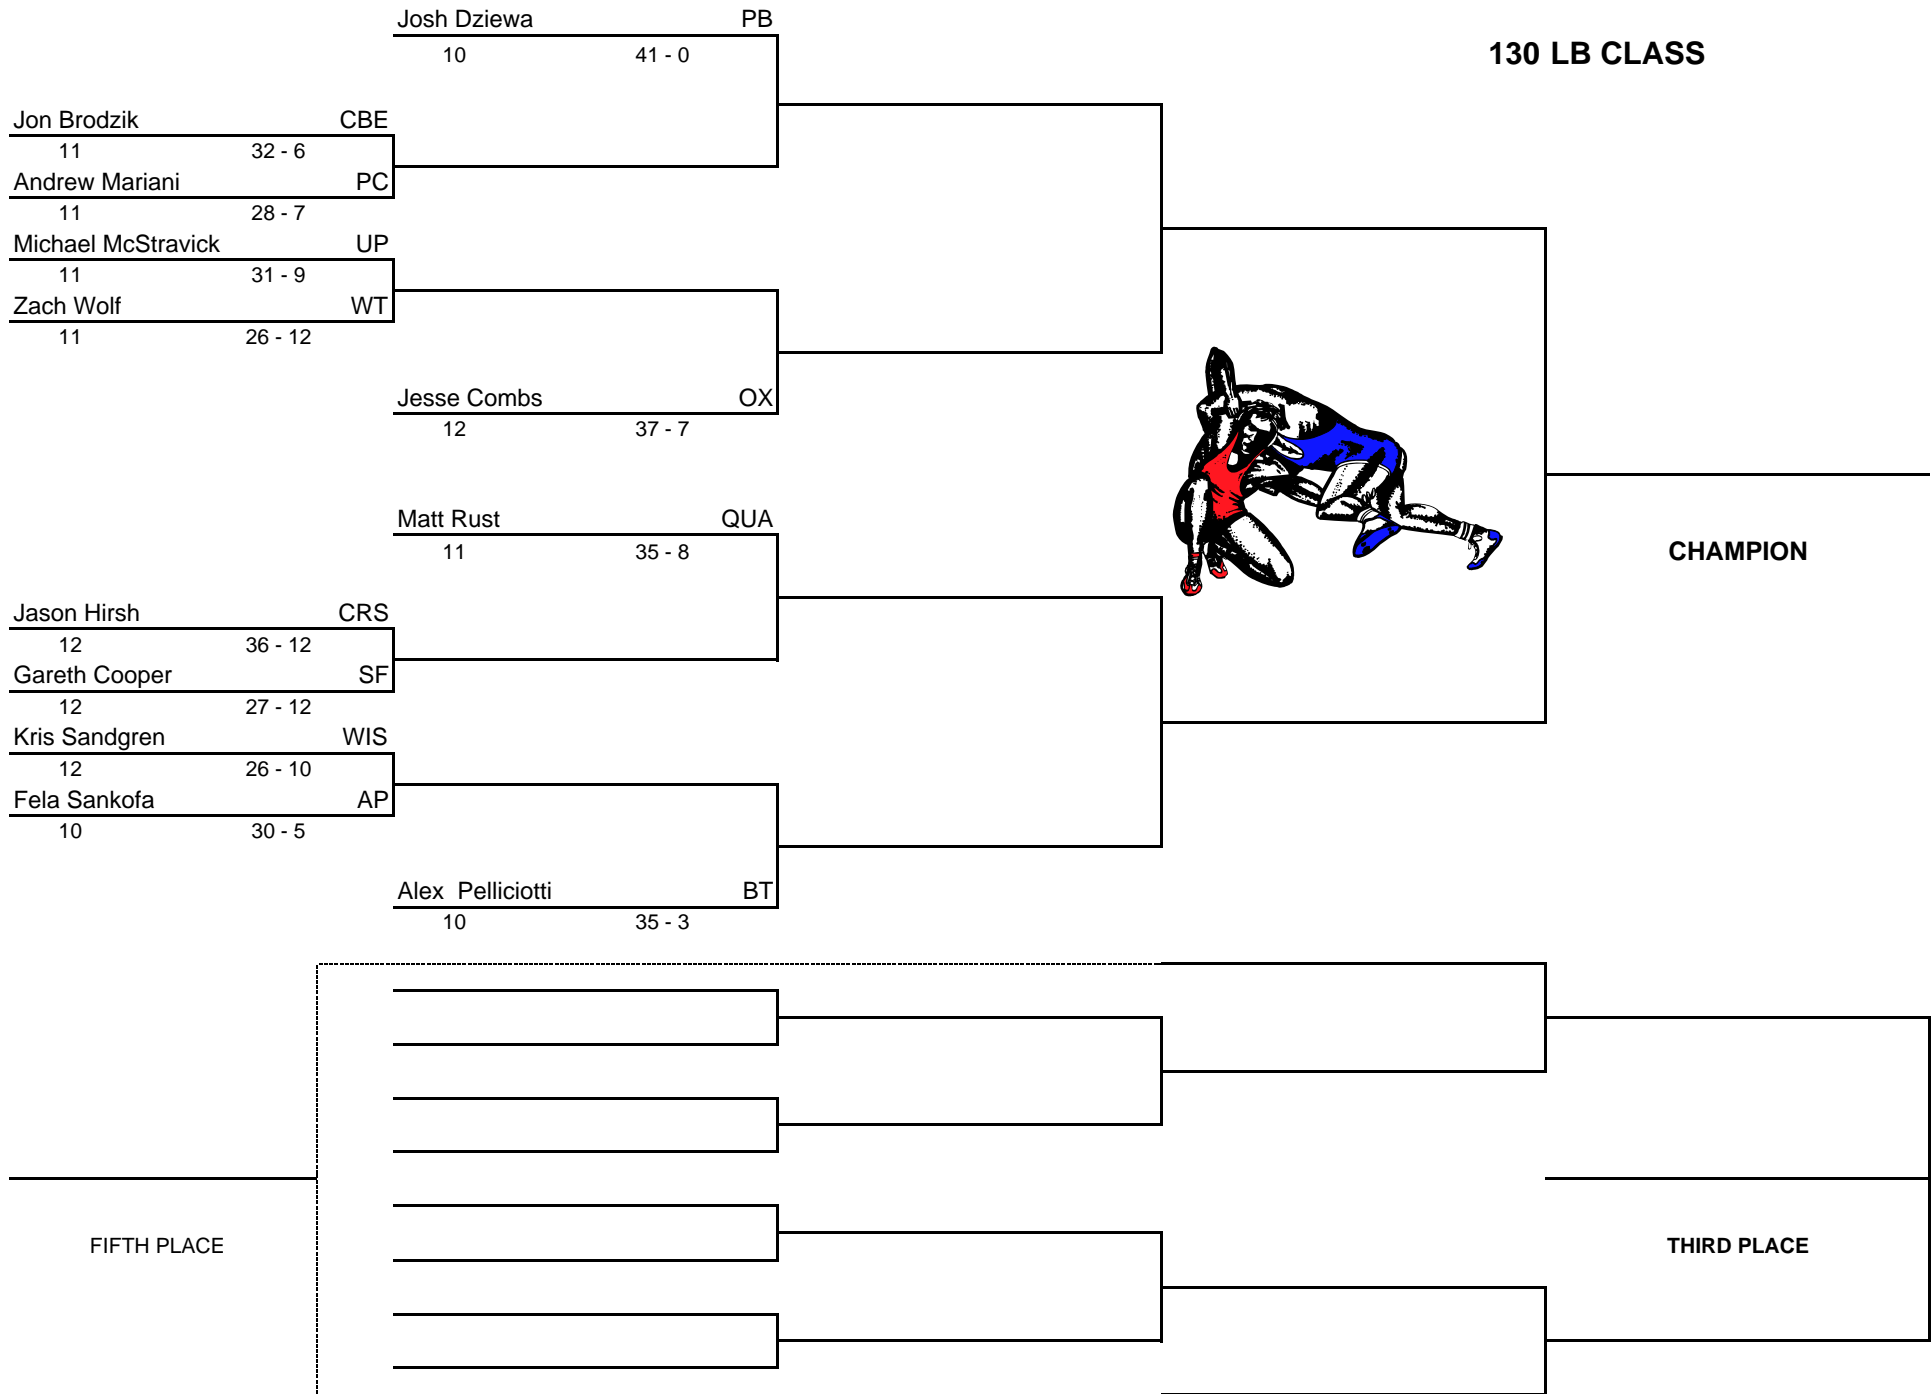 Josh Dziewa PB
10 41 - 0
130 LB CLASS
Jon Brodzik CBE
11 32 - 6
Andrew Mariani PC
11 28 - 7
Michael McStravick UP
11 31 - 9
Zach Wolf WT
11 26 - 12
Jesse Combs OX
12 37 - 7
Matt Rust QUA
11 35 - 8
CHAMPION
Jason Hirsh CRS
12 36 - 12
Gareth Cooper SF
12 27 - 12
Kris Sandgren WIS
12 26 - 10
Fela Sankofa AP
10 30 - 5
Alex  Pelliciotti BT
10 35 - 3
FIFTH PLACE
THIRD PLACE